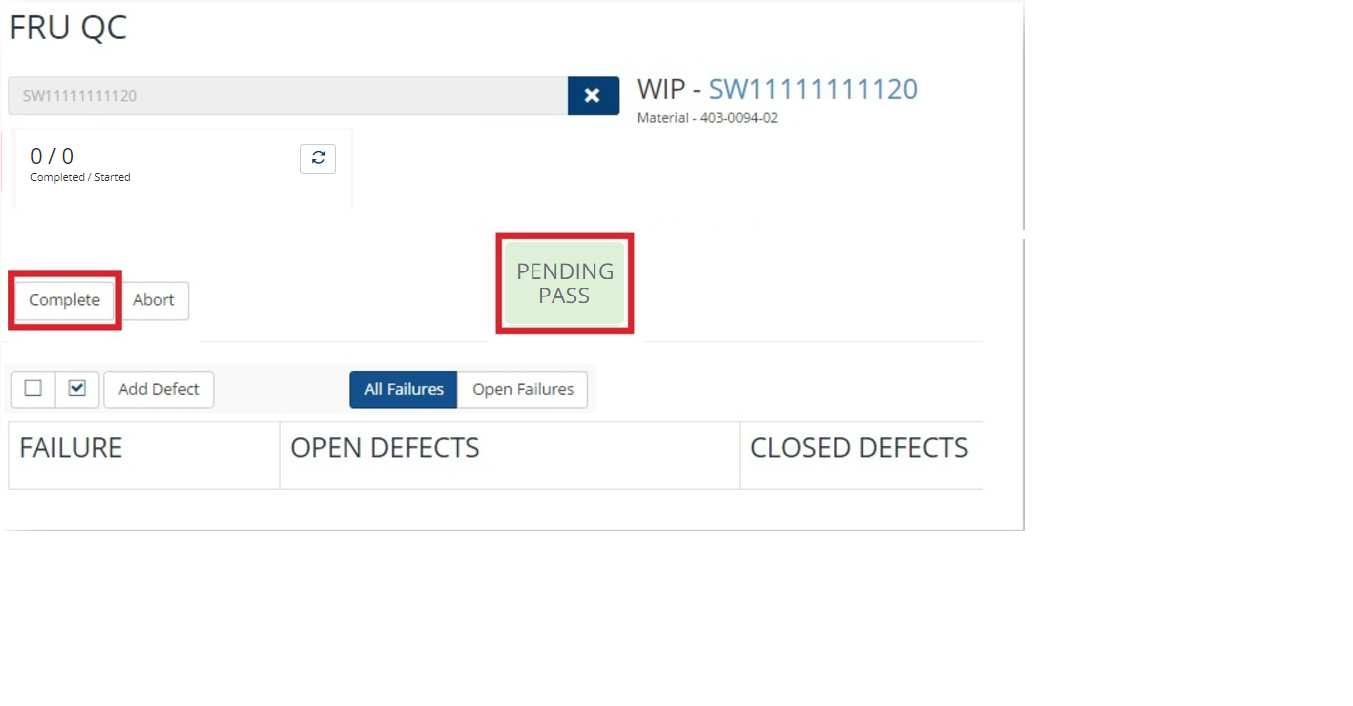 FRU QC
SW11111111120
WIP - SW11111111120
Material - 403-0094-02
0 / 0
Completed / Started
PENDING
PASS
Complete
Abort
Add Defect
All Failures
Open Failures
FAILURE
OPEN DEFECTS
CLOSED DEFECTS